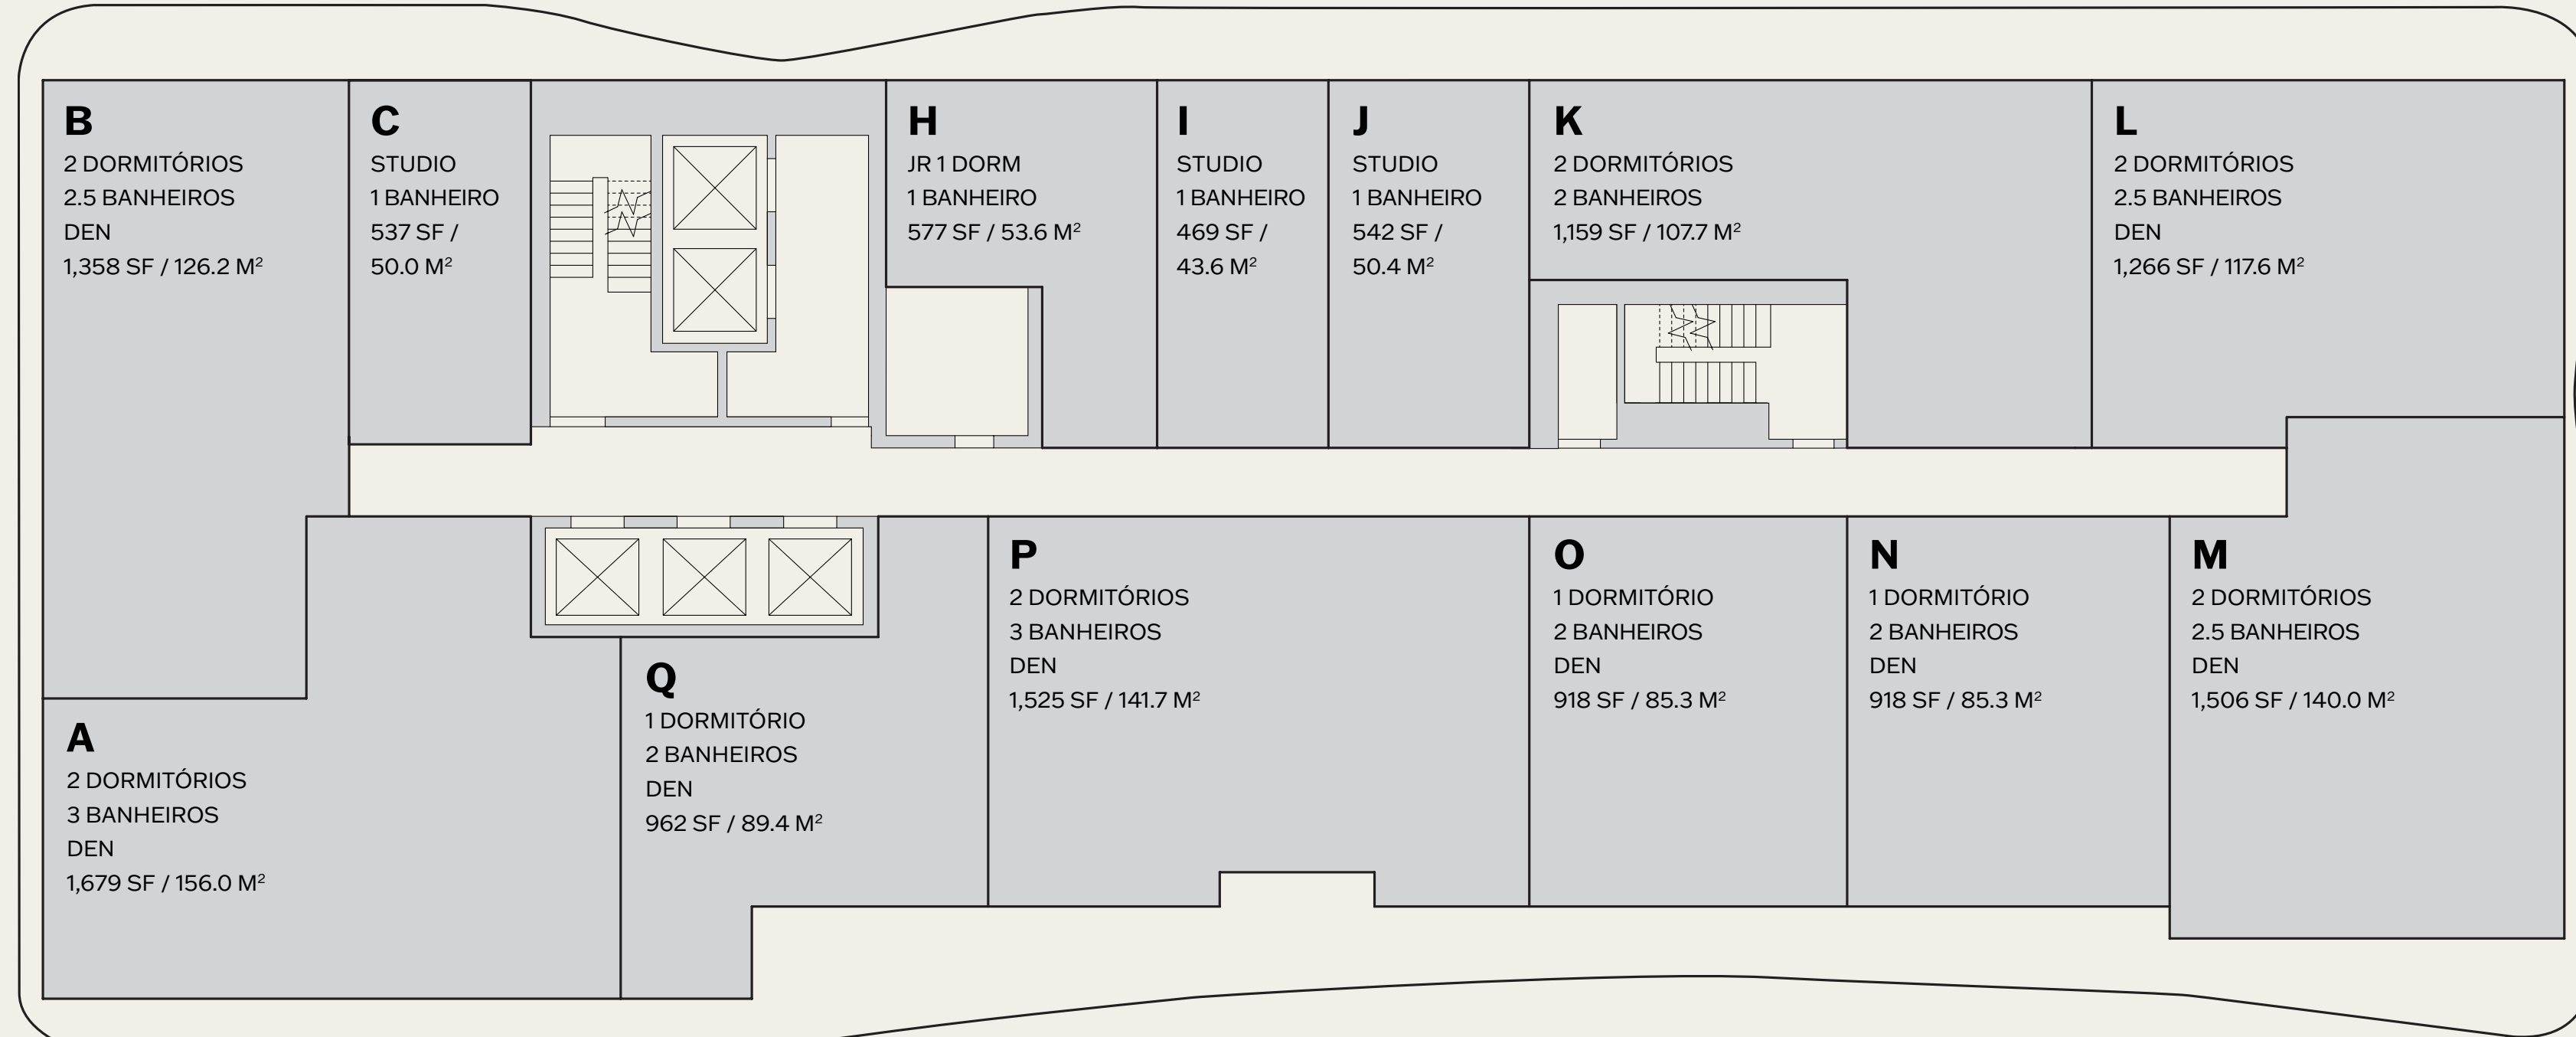 B
2 DORMITÓRIOS
2.5 BANHEIROS
DEN
1,358 SF / 126.2 M²
C
STUDIO
1 BANHEIRO
537 SF /
50.0 M²
H
JR 1 DORM
1 BANHEIRO
577 SF / 53.6 M²
I
STUDIO
1 BANHEIRO
469 SF /
43.6 M²
J
STUDIO
1 BANHEIRO
542 SF /
50.4 M²
K
2 DORMITÓRIOS
2 BANHEIROS
1,159 SF / 107.7 M²
L
2 DORMITÓRIOS
2.5 BANHEIROS
DEN
1,266 SF / 117.6 M²
A
2 DORMITÓRIOS
3 BANHEIROS
DEN
1,679 SF / 156.0 M²
Q
1 DORMITÓRIO
2 BANHEIROS
DEN
962 SF / 89.4 M²
P
2 DORMITÓRIOS
3 BANHEIROS
DEN
1,525 SF / 141.7 M²
O
1 DORMITÓRIO
2 BANHEIROS
DEN
918 SF / 85.3 M²
N
1 DORMITÓRIO
2 BANHEIROS
DEN
918 SF / 85.3 M²
M
2 DORMITÓRIOS
2.5 BANHEIROS
DEN
1,506 SF / 140.0 M²